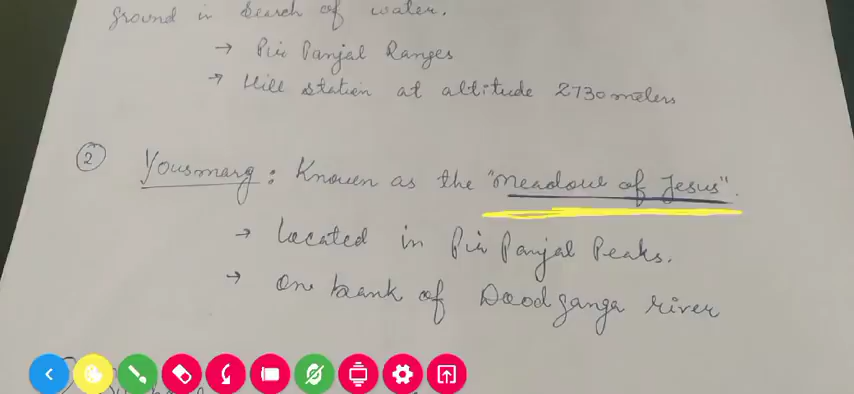 ground in search of water.
→ Pir Panjal Ranges
→ Hill station at altitude 2730 meters
② Yousmarg: Known as the "Meadow of Jesus".
→ Located in Pir Panjal Peaks.
→ One bank of Doodganga river